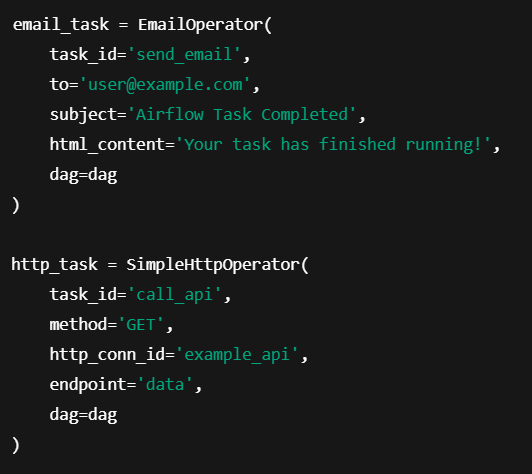 email_task = EmailOperator(
    task_id='send_email',
    to='user@example.com',
    subject='Airflow Task Completed',
    html_content='Your task has finished running!',
    dag=dag
)

http_task = SimpleHttpOperator(
    task_id='call_api',
    method='GET',
    http_conn_id='example_api',
    endpoint='data',
    dag=dag
)